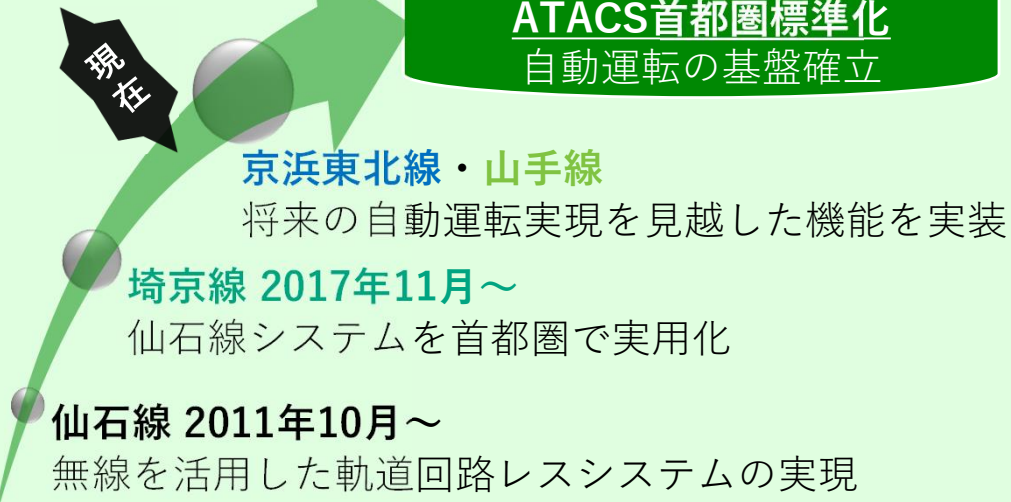 ATACS首都圏標準化
自動運転の基盤確立
現在
京浜東北線・山手線
将来の自動運転実現を見越した機能を実装
埼京線 2017年11月～
仙石線システムを首都圏で実用化
仙石線 2011年10月～
無線を活用した軌道回路レスシステムの実現